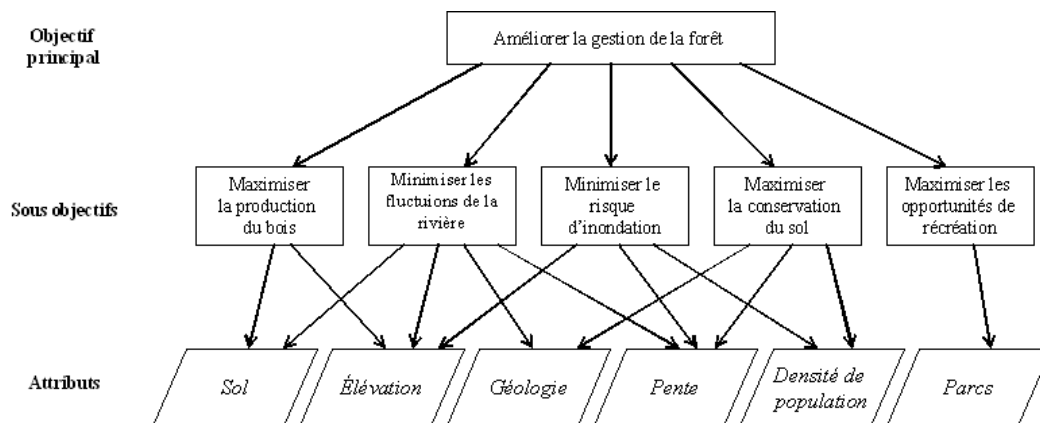 Objectif
principal
Améliorer la gestion de la forêt
Sous objectifs
Maximiser
la production
du bois
Minimiser les
fluctuions de la
rivière
Minimiser le
risque
d'inondation
Maximiser
la conservation
du sol
Maximiser les
opportunités de
récréation
Attributs
Sol
Élévation
Géologie
Pente
Densité de
population
Parcs